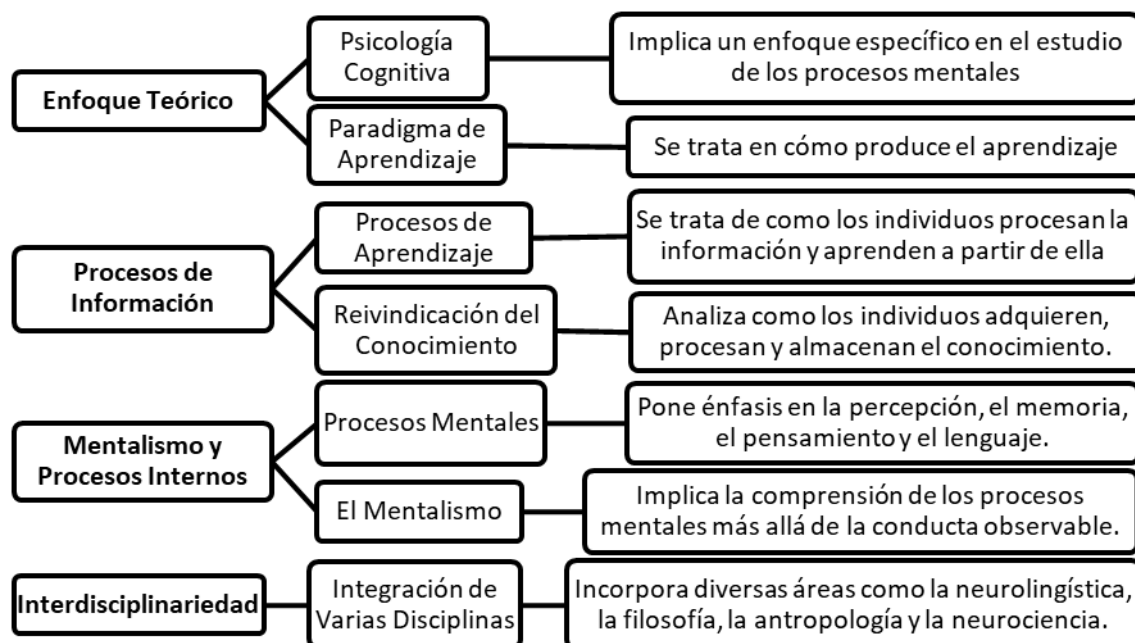 Enfoque Teórico
Psicología
Cognitiva
Implica un enfoque específico en el estudio
de los procesos mentales
Paradigma de
Aprendizaje
Se trata en cómo produce el aprendizaje
Procesos de
Información
Procesos de
Aprendizaje
Se trata de como los individuos procesan la
información y aprenden a partir de ella
Reivindicación del
Conocimiento
Analiza como los individuos adquieren,
procesan y almacenan el conocimiento.
Mentalismo y
Procesos Internos
Procesos Mentales
Pone énfasis en la percepción, el memoria,
el pensamiento y el lenguaje.
El Mentalismo
Implica la comprensión de los procesos
mentales más allá de la conducta observable.
Interdisciplinariedad
Integración de
Varias Disciplinas
Incorpora diversas áreas como la neurolingística,
la filosofía, la antropología y la neurociencia.